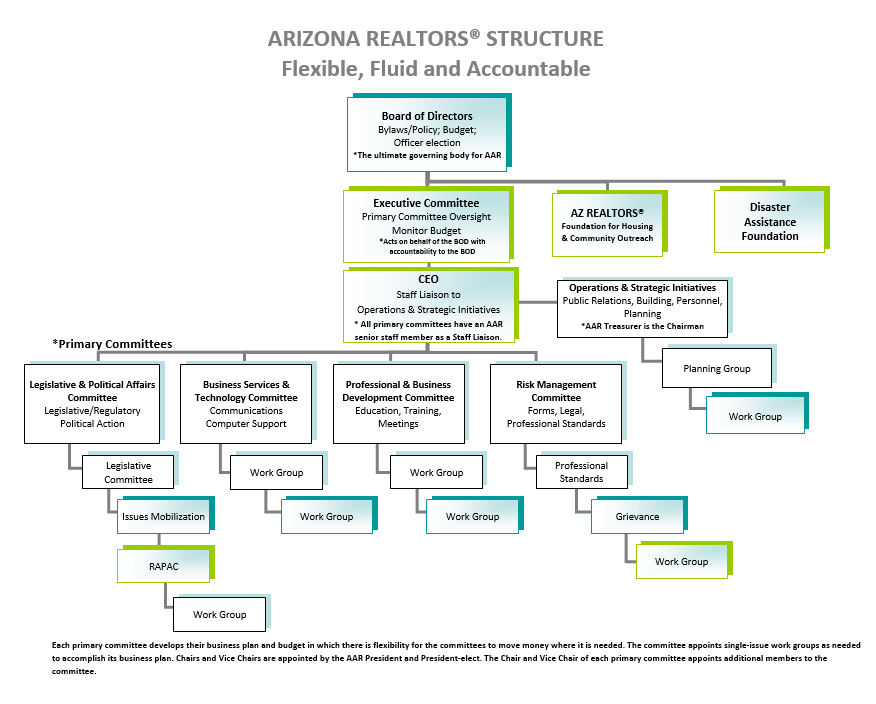 ARIZONA REALTORS® STRUCTURE
Flexible, Fluid and Accountable
Board of Directors
Bylaws/Policy; Budget;
Officer election
*The ultimate governing body for AAR
Executive Committee
Primary Committee Oversight
Monitor Budget
*Acts on behalf of the BOD with
accountability to the BOD
AZ REALTORS®
Foundation for Housing
& Community Outreach
Disaster
Assistance
Foundation
CEO
Staff Liaison to
Operations & Strategic Initiatives
* All primary committees have an AAR
senior staff member as a Staff Liaison.
Operations & Strategic Initiatives
Public Relations, Building, Personnel,
Planning
*AAR Treasurer is the Chairman
Planning Group
Work Group
*Primary Committees
Legislative & Political Affairs
Committee
Legislative/Regulatory
Political Action
Business Services &
Technology Committee
Communications
Computer Support
Professional & Business
Development Committee
Education, Training,
Meetings
Risk Management
Committee
Forms, Legal,
Professional Standards
Legislative
Committee
Issues Mobilization
RAPAC
Work Group
Work Group
Work Group
Work Group
Work Group
Professional
Standards
Grievance
Work Group
Each primary committee develops their business plan and budget in which there is flexibility for the committees to move money where it is needed. The committee appoints single-issue work groups as needed
to accomplish its business plan. Chairs and Vice Chairs are appointed by the AAR President and President-elect. The Chair and Vice Chair of each primary committee appoints additional members to the
committee.